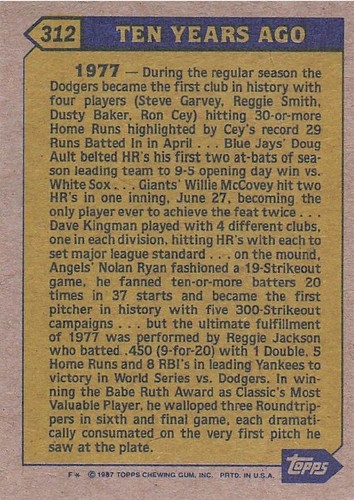 312
TEN YEARS AGO
1977 — During the regular season the
Dodgers became the first club in history with
four players (Steve Garvey, Reggie Smith,
Dusty Baker, Ron Cey) hitting 30-or-more
Home Runs highlighted by Cey's record 29
Runs Batted In in April . . . Blue Jays' Doug
Ault belted HR's his first two at-bats of sea-
son leading team to 9-5 opening day win vs.
White Sox . . . Giants' Willie McCovey hit two
HR's in one inning, June 27, becoming the
only player ever to achieve the feat twice . . .
Dave Kingman played with 4 different clubs,
one in each division, hitting HR's with each to
set major league standard . . . on the mound,
Angels' Nolan Ryan fashioned a 19-Strikeout
game, he fanned ten-or-more batters 20
times in 37 starts and became the first
pitcher in history with five 300-Strikeout
campaigns . . . but the ultimate fulfillment
of 1977 was performed by Reggie Jackson
who batted .450 (9-for-20) with 1 Double, 5
Home Runs and 8 RBI's in leading Yankees to
victory in World Series vs. Dodgers. In win-
ning the Babe Ruth Award as Classic's Most
Valuable Player, he walloped three Roundtrip-
pers in sixth and final game, each dra-
matically consumated on the very first pitch he
saw at the plate.
F* ©1987 TOPPS CHEWING GUM, INC. PRTD. IN U.S.A.
TOPPS